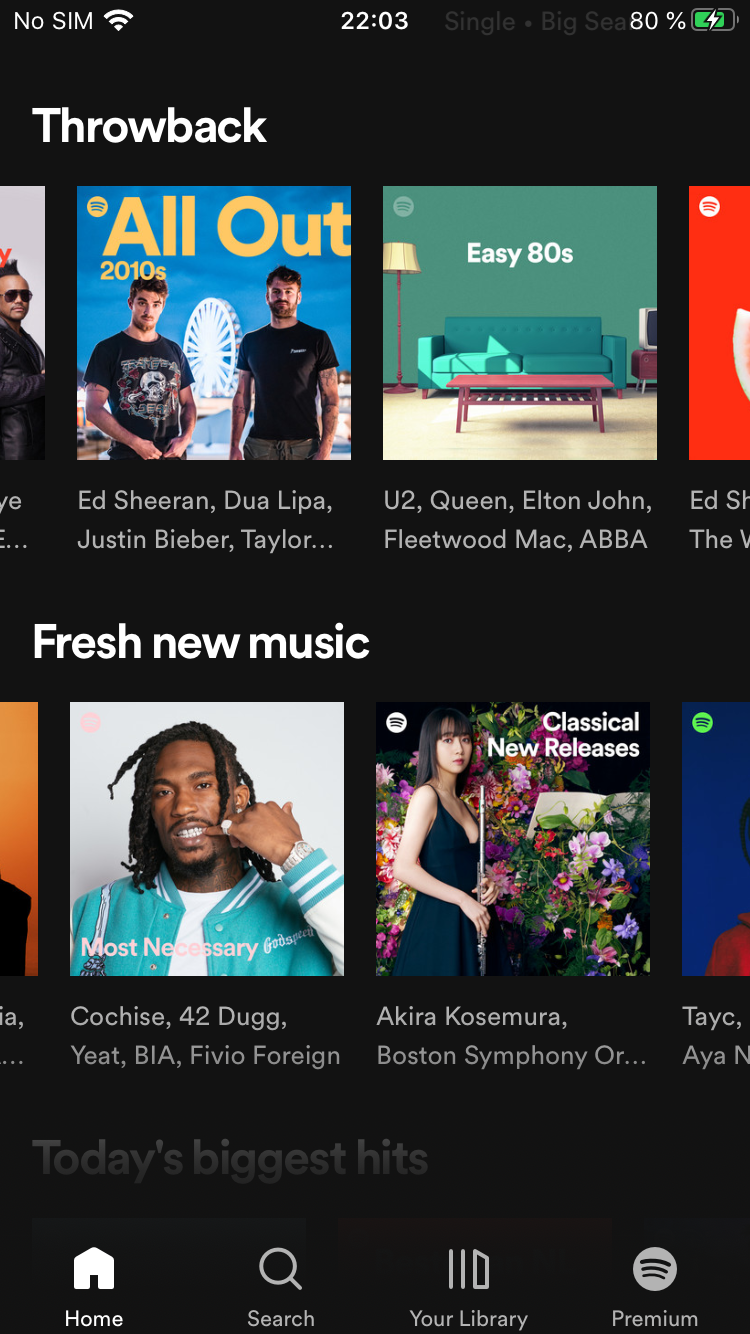 No SIM 22:03 Single • Big Sea 80 %
Throwback
All Out
2010s
Easy 80s
y
ye
Ed Sheeran, Dua Lipa,
U2, Queen, Elton John,
Ed Sh
E...
Justin Bieber, Taylor...
Fleetwood Mac, ABBA
The W
Fresh new music
Classical
New Releases
Most Necessary
Godspeed
ia,
Cochise, 42 Dugg,
Akira Kosemura,
Tayc,
Yeat, BIA, Fivio Foreign
Boston Symphony Or...
Aya N
Today's biggest hits
Home
Search
Your Library
Premium